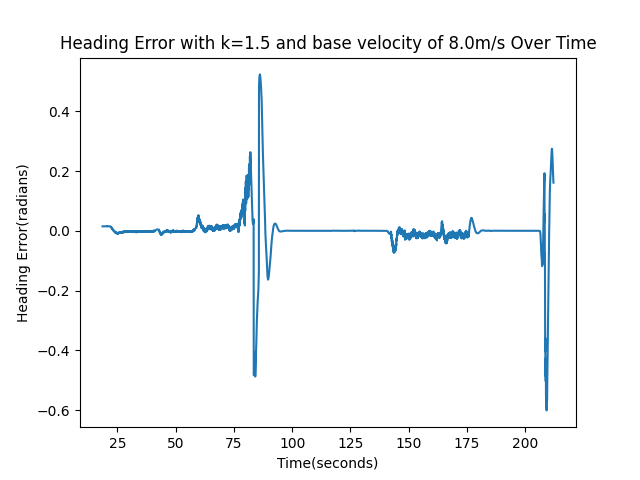 Heading Error with k=1.5 and base velocity of 8.0m/s Over Time
Heading Error(radians)
0.4
0.2
0.0
−0.2
−0.4
−0.6
25 50 75 100 125 150 175 200
Time(seconds)